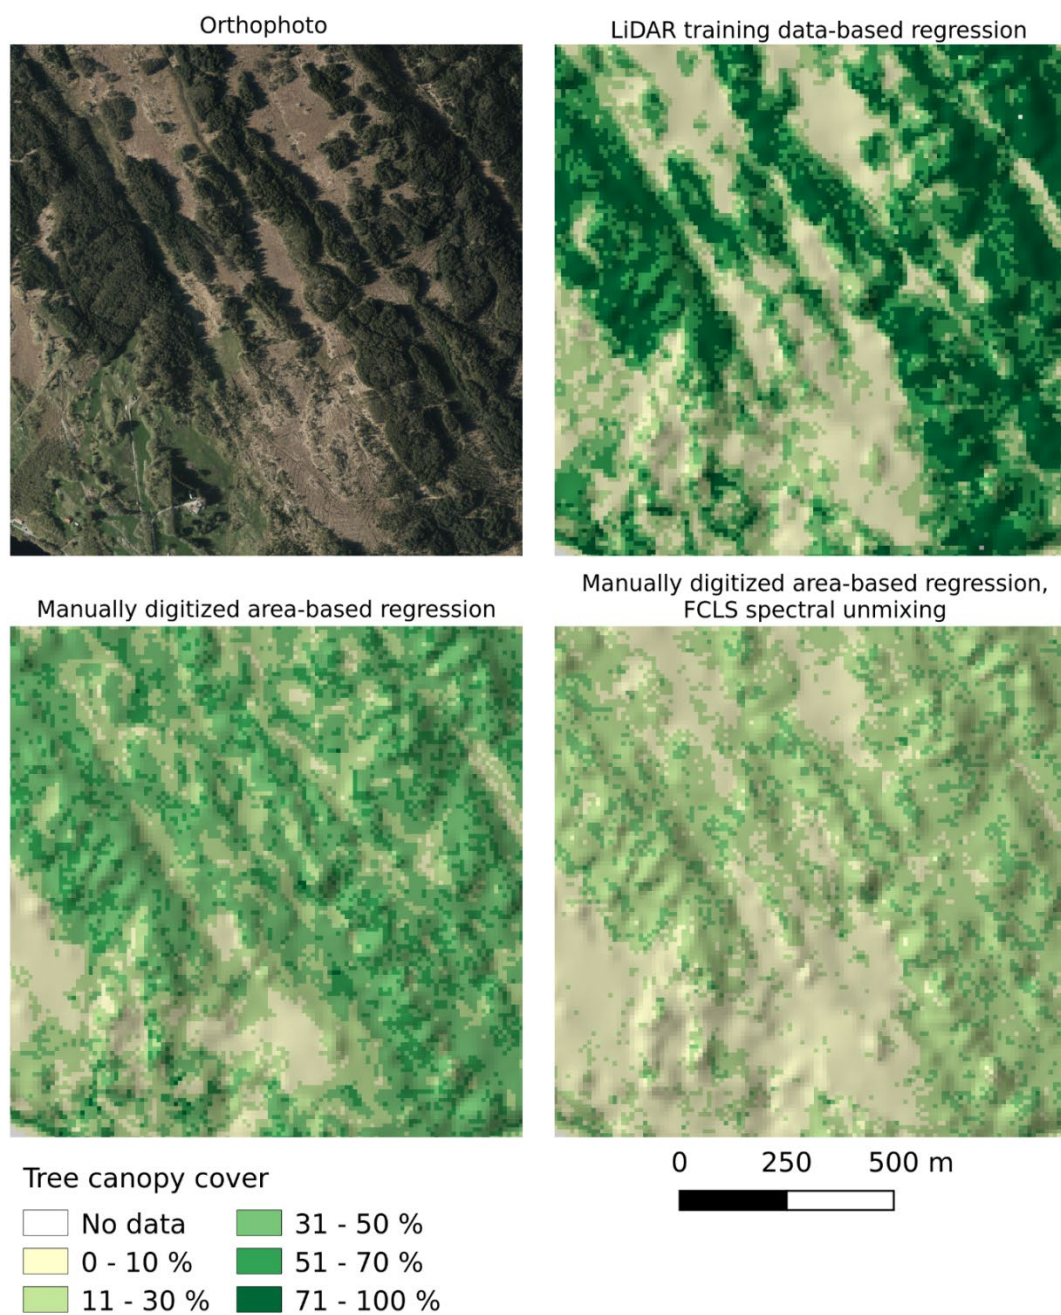 Orthophoto
LiDAR training data-based regression
Manually digitized area-based regression
Manually digitized area-based regression,
FCLS spectral unmixing
Tree canopy cover
No data
0 - 10 %
11 - 30 %
31 - 50 %
51 - 70 %
71 - 100 %
0 250 500 m